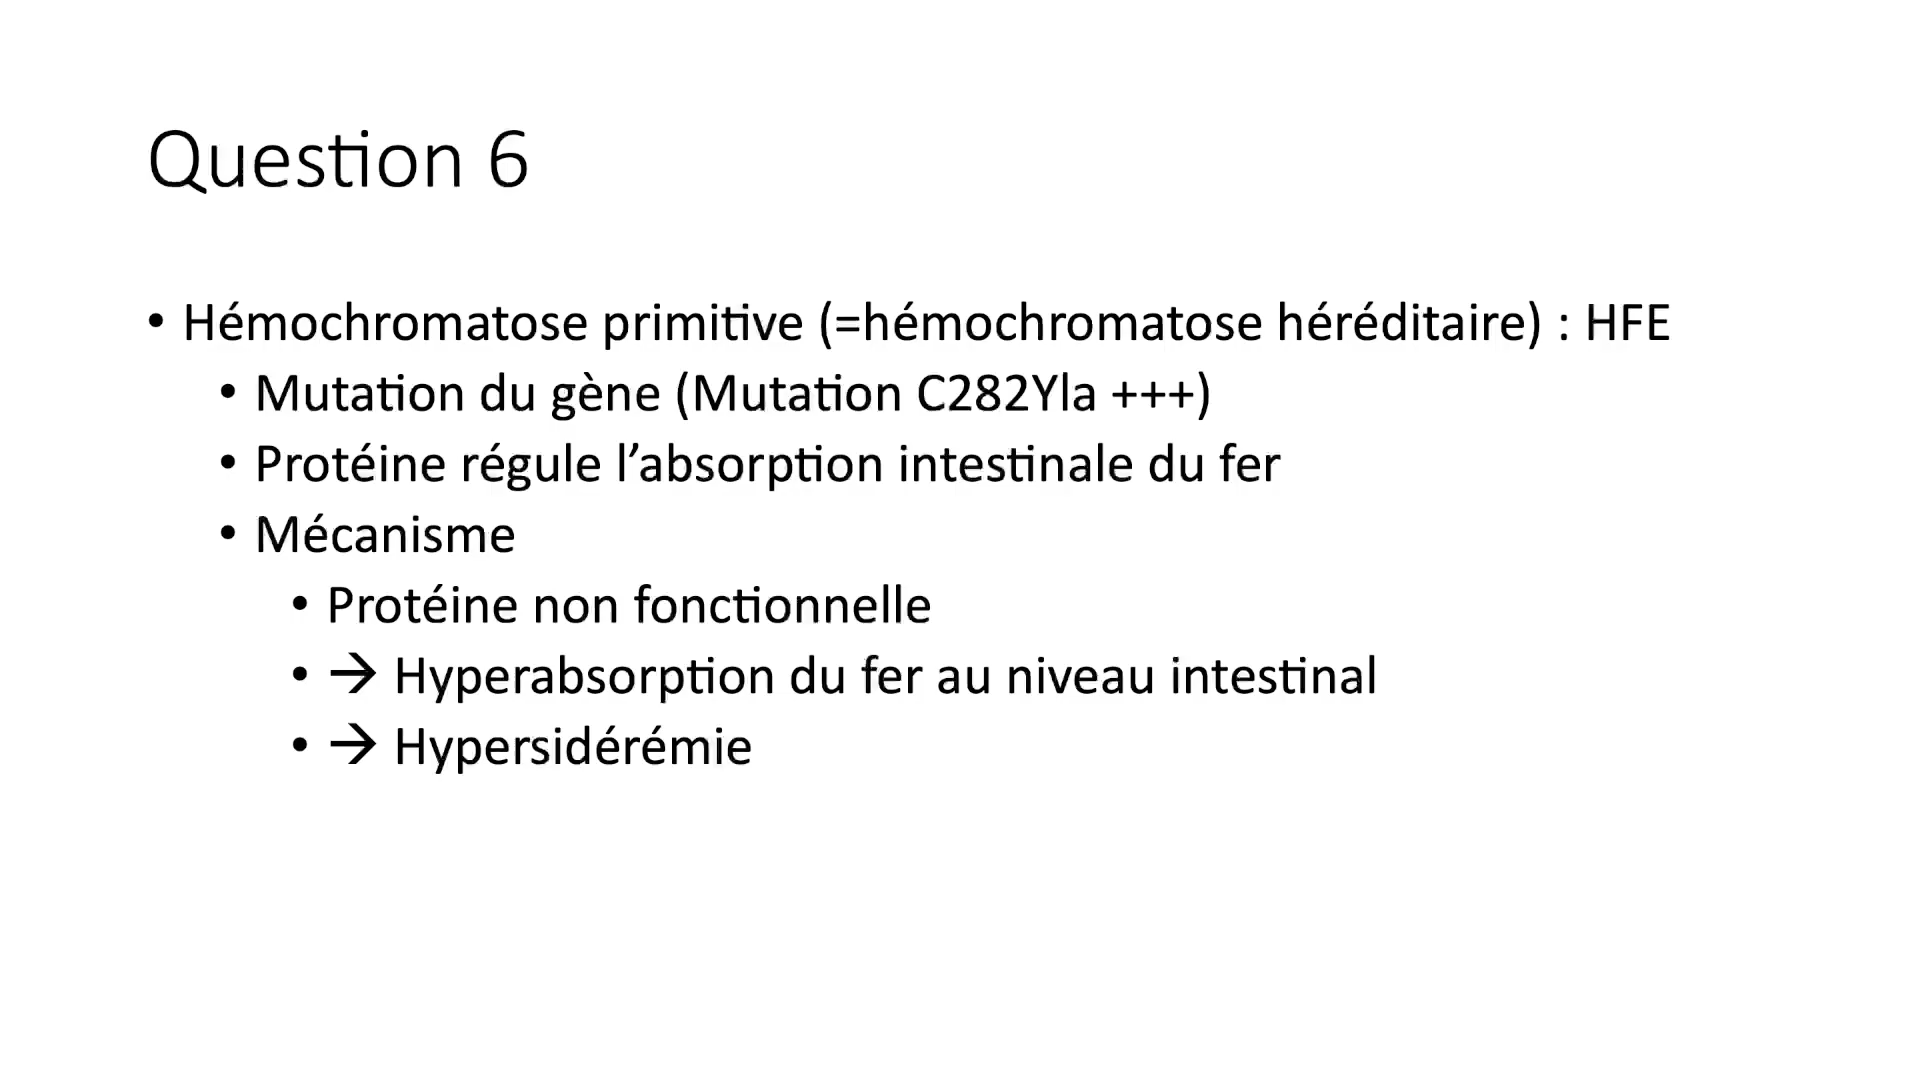 Question 6
• Hémochromatose primitive (=hémochromatose héréditaire) : HFE
• Mutation du gène (Mutation C282Yla +++)
• Protéine régule l’absorption intestinale du fer
• Mécanisme
• Protéine non fonctionnelle
• → Hyperabsorption du fer au niveau intestinal
• → Hypersidérémie